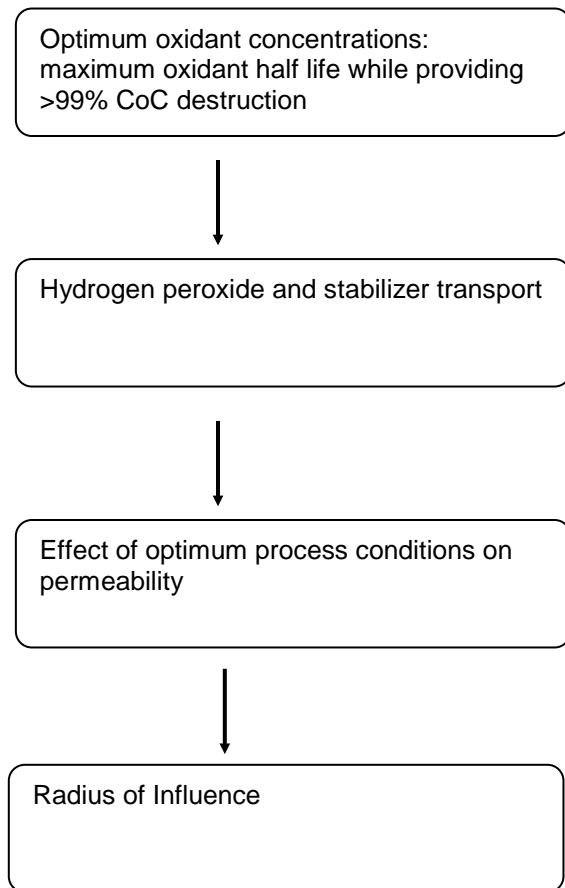 Optimum oxidant concentrations:
maximum oxidant half life while providing
>99% CoC destruction
Hydrogen peroxide and stabilizer transport
Effect of optimum process conditions on
permeability
Radius of Influence